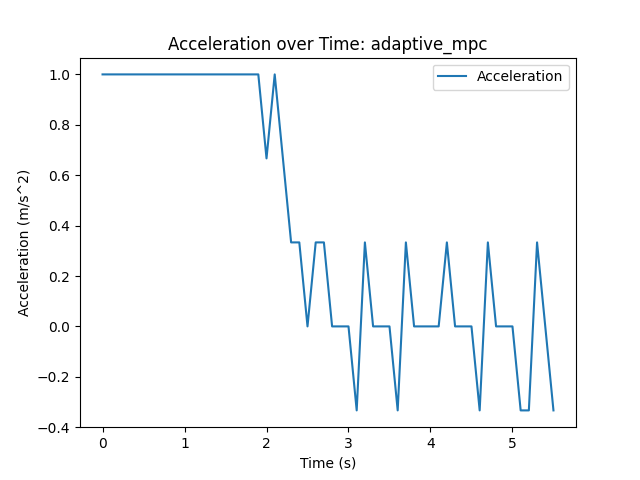 Acceleration over Time: adaptive_mpc
Acceleration
Acceleration (m/s^2)
1.0
0.8
0.6
0.4
0.2
0.0
−0.2
−0.4
0 1 2 3 4 5
Time (s)